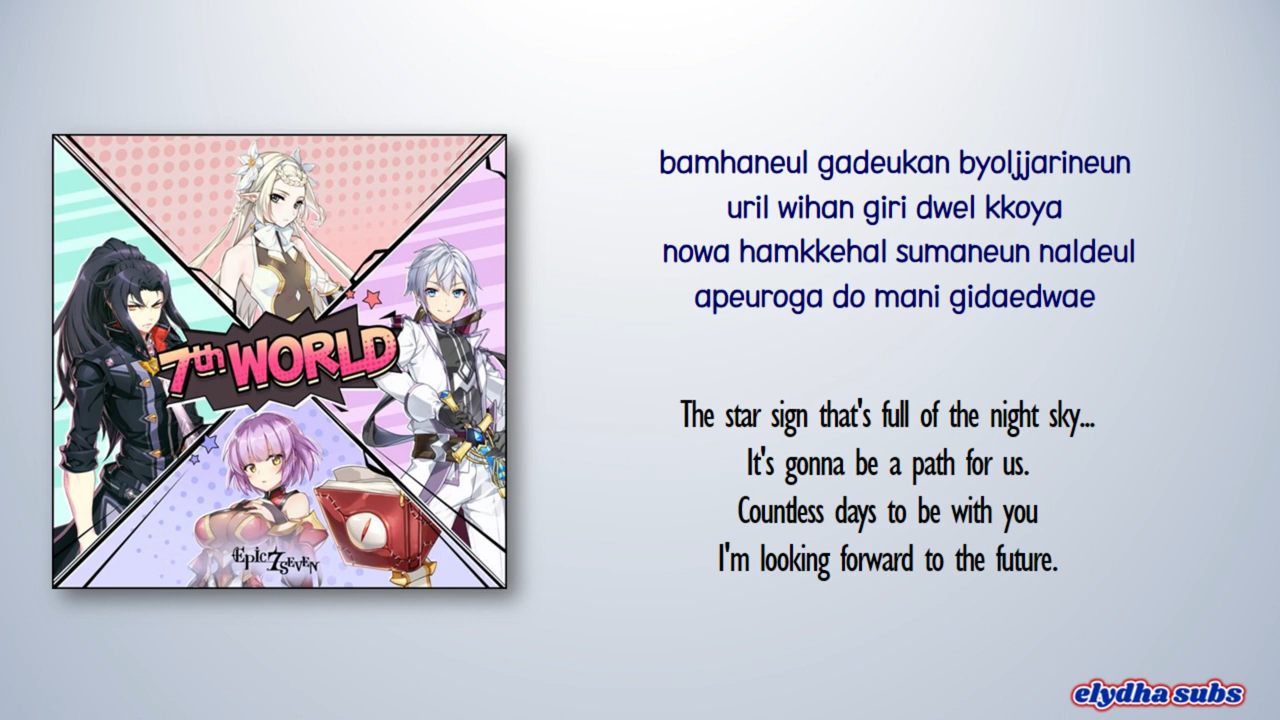 bamhaneul gadeukan byoljjarineun
uril wihan giri dwel kkoya
nowa hamkkehal sumaneun naldeul
apeuroga do mani gidaedwae
7th WORLD
Epic 7 SEVEN
The star sign that's full of the night sky...
It's gonna be a path for us.
Countless days to be with you
I'm looking forward to the future.
elydha subs